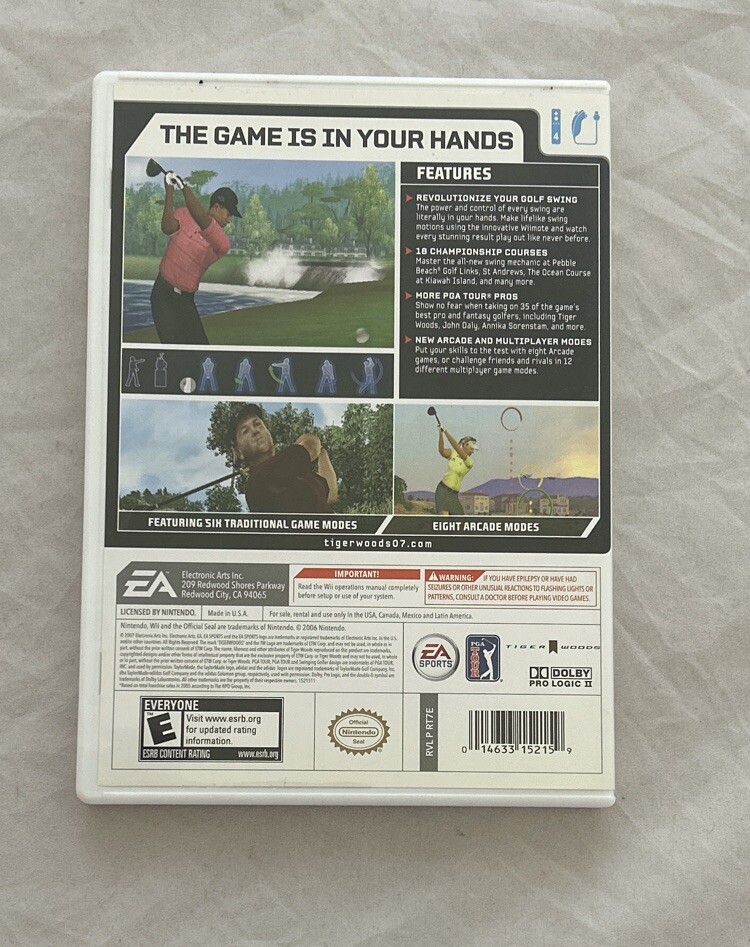 THE GAME IS IN YOUR HANDS
4
FEATURES
REVOLUTIONIZE YOUR GOLF SWING
The power and control of every swing are
literally in your hands. Make lifelike swing
motions using the innovative Wiimote and watch
every stunning result play out like never before.
18 CHAMPIONSHIP COURSES
Master the all-new swing mechanic at Pebble
Beach® Golf Links, St Andrews, The Ocean Course
at Kiawah Island, and many more.
MORE PGA TOUR® PROS
Show no fear when taking on 35 of the game's
best pro and fantasy golfers, including Tiger
Woods, John Daly, Annika Sorenstam, and more.
NEW ARCADE AND MULTIPLAYER MODES
Put your skills to the test with eight Arcade
games, or challenge friends and rivals in 12
different multiplayer game modes.
FEATURING SIX TRADITIONAL GAME MODES
EIGHT ARCADE MODES
tigerwoods07.com
EA
Electronic Arts Inc.
209 Redwood Shores Parkway
Redwood City, CA 94065
IMPORTANT!
Read the Wii operations manual completely
before setup or use of your system.
WARNING: IF YOU HAVE EPILEPSY OR HAVE HAD
SEIZURES OR OTHER UNUSUAL REACTIONS TO FLASHING LIGHTS OR
PATTERNS, CONSULT A DOCTOR BEFORE PLAYING VIDEO GAMES.
LICENSED BY NINTENDO.
Made in U.S.A.
For sale, rental and use only in the USA, Canada, Mexico and Latin America.
Nintendo, Wii and the Official Seal are trademarks of Nintendo. © 2006 Nintendo.
EA
SPORTS
PGA
TOUR
TIGER WOODS
DOLBY
PRO LOGIC II
EVERYONE
E
Visit www.esrb.org
for updated rating
information.
ESRB CONTENT RATING www.esrb.org
Official
Nintendo
Seal
RVL P RT7E
0 14633 15215 9